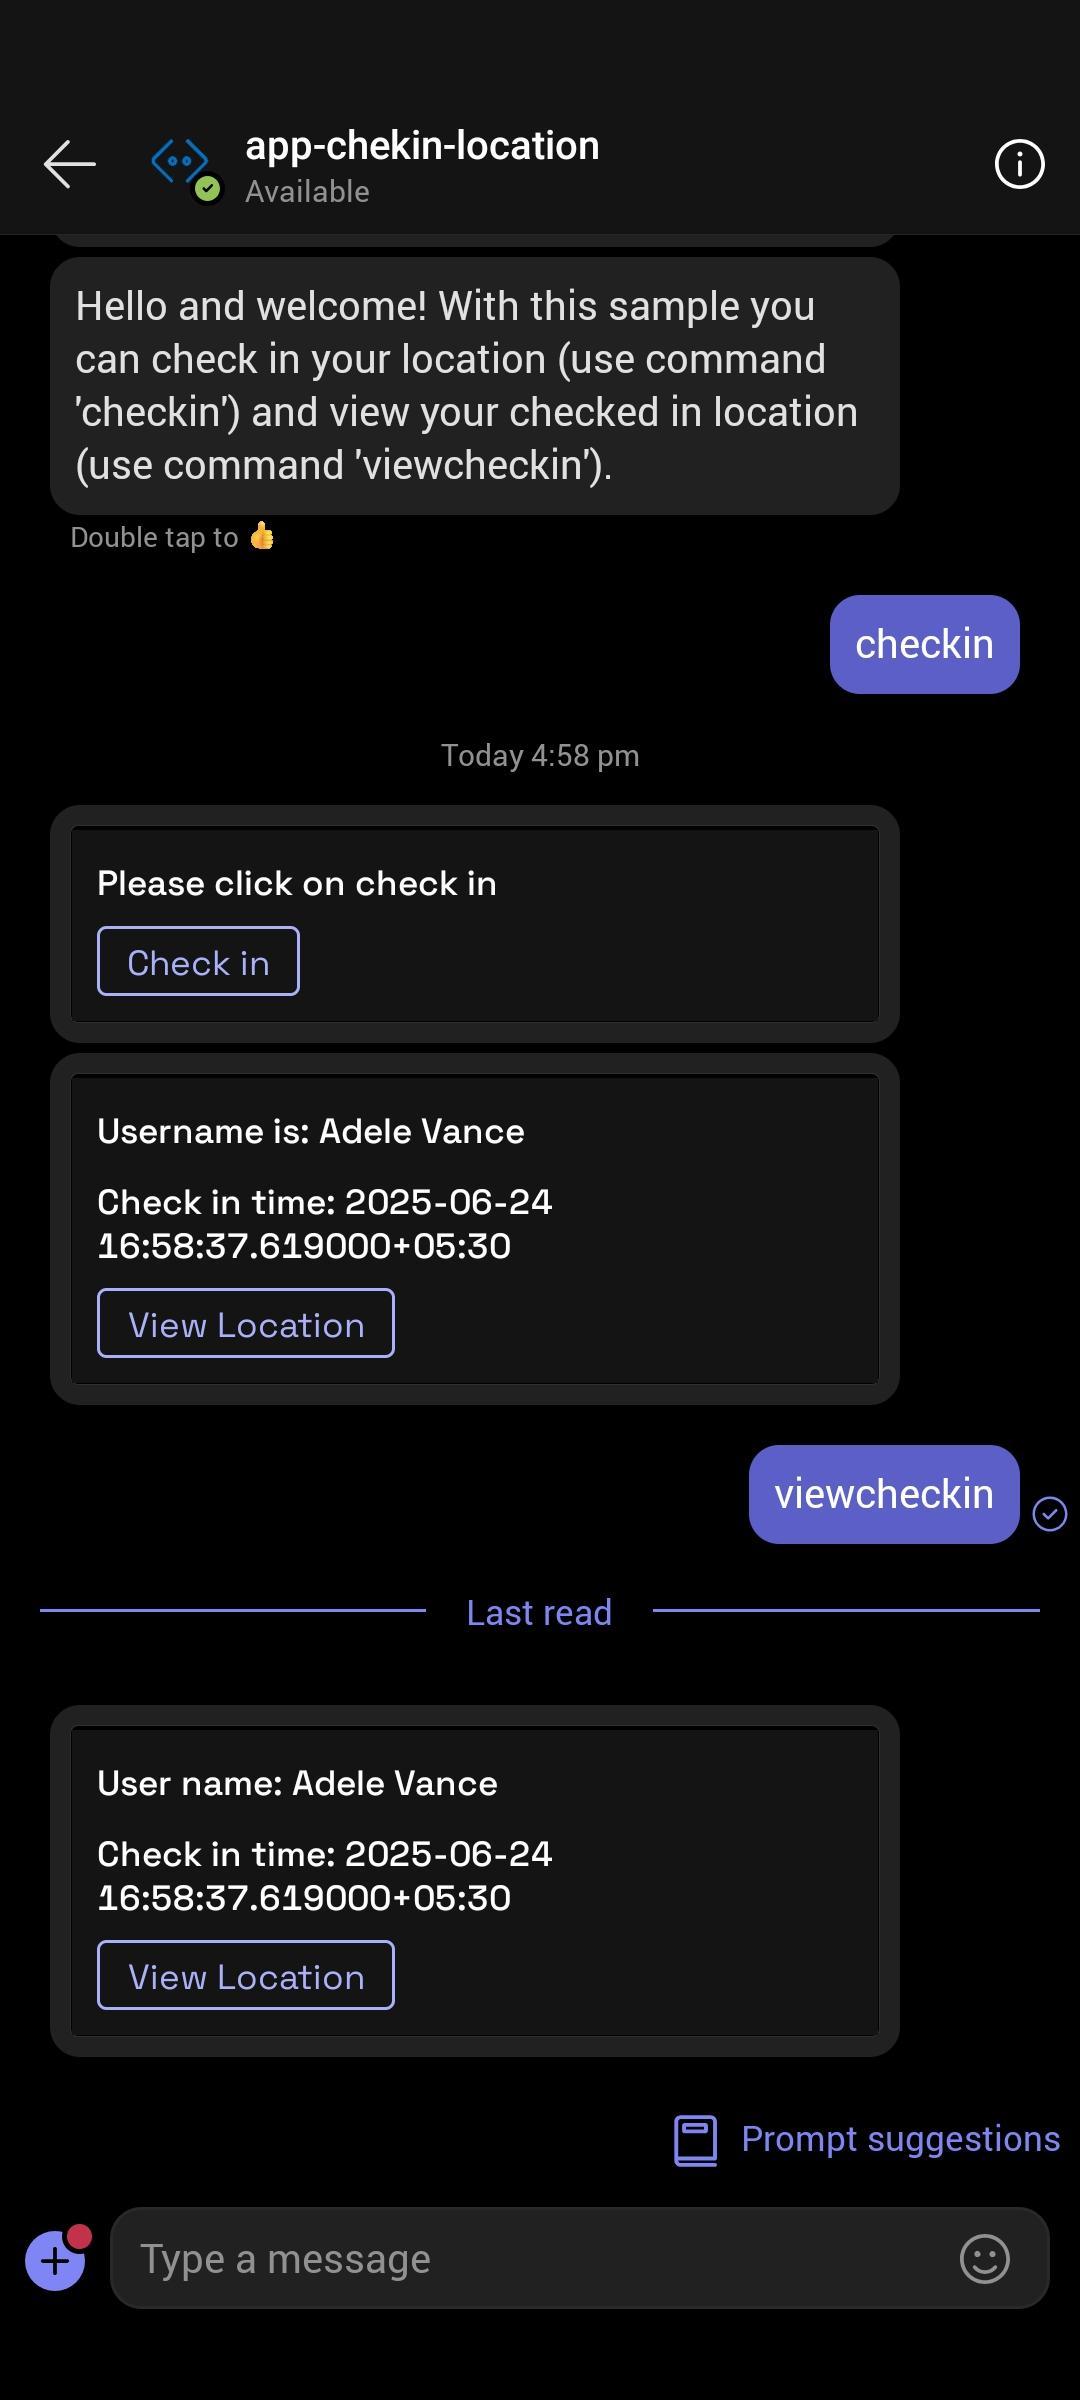 app-chekin-location
Available
Hello and welcome! With this sample you
can check in your location (use command
'checkin') and view your checked in location
(use command 'viewcheckin').
Double tap to 👍
checkin
Today 4:58 pm
Please click on check in
Check in
Username is: Adele Vance
Check in time: 2025-06-24
16:58:37.619000+05:30
View Location
viewcheckin
Last read
User name: Adele Vance
Check in time: 2025-06-24
16:58:37.619000+05:30
View Location
Prompt suggestions
Type a message